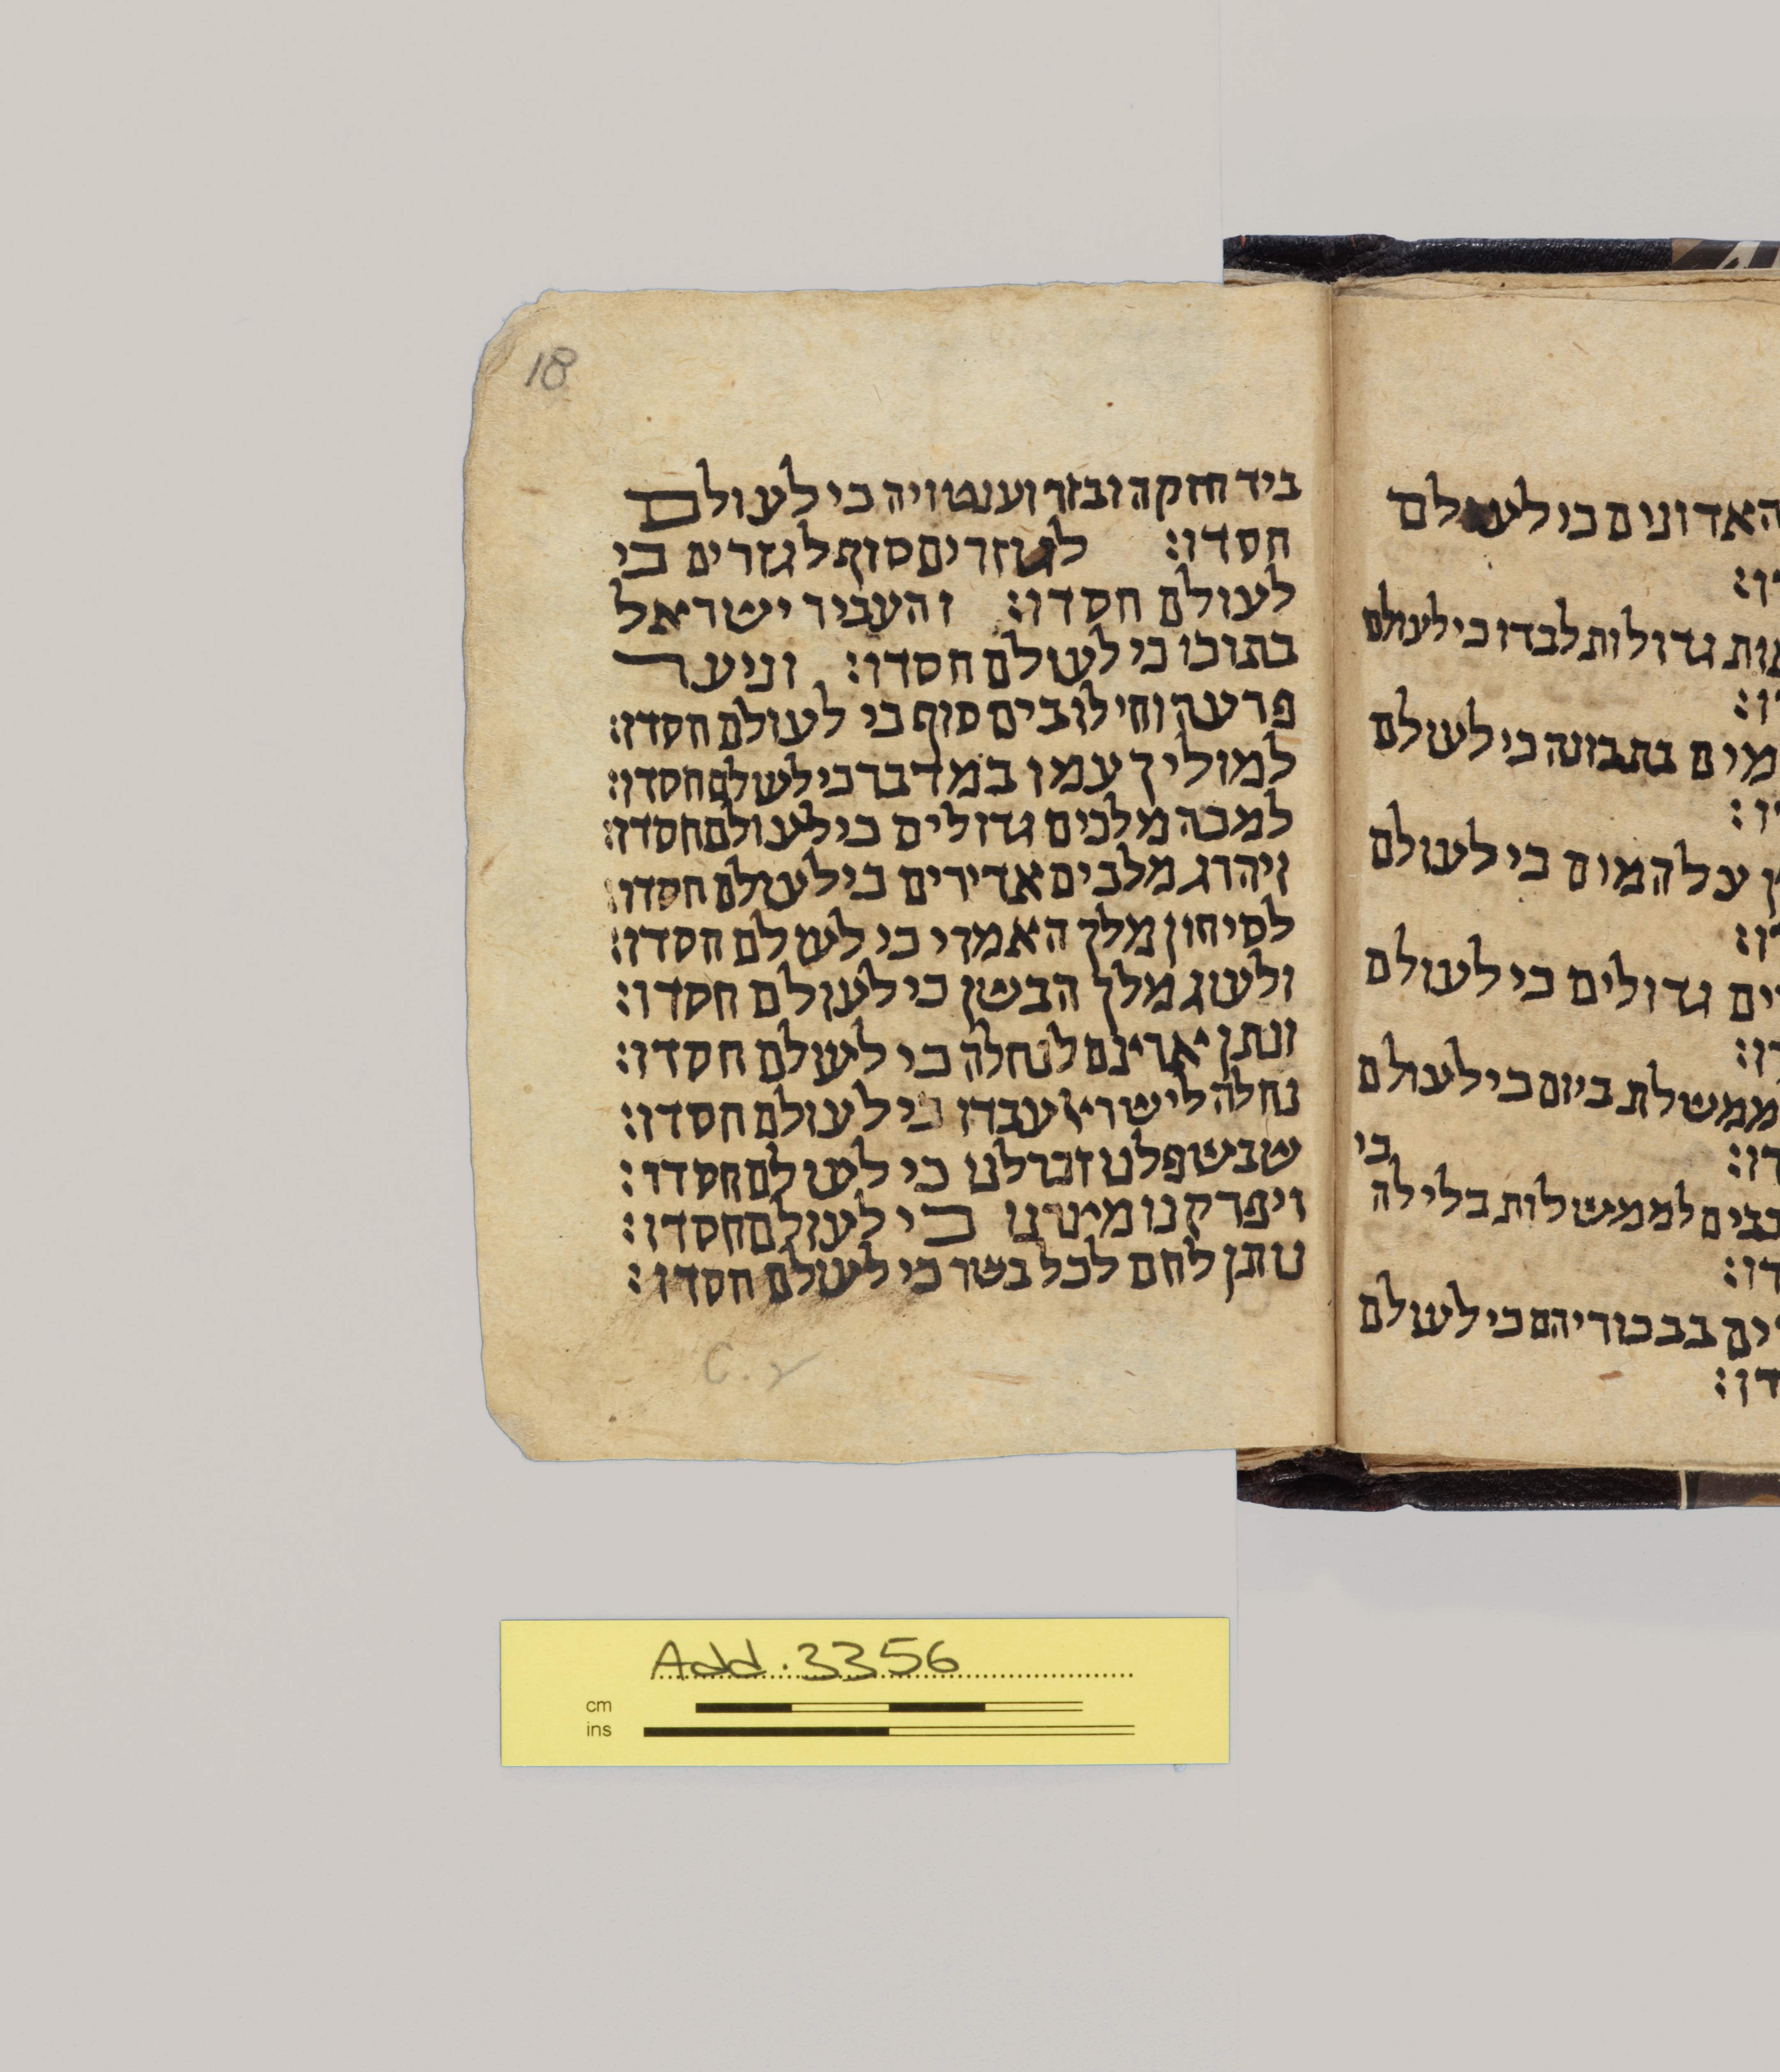 18
האדונים כי לעולם
דו:
גדולות לבדו כי לעולם
דו:
מים בתבונה כי לעולם
דו:
על המים כי לעולם
דו:
ים גדולים כי לעולם
דו:
ממשלת ביום כי לעולם
דו: כי
כבים לממשלות בלילה
דו:
ים בבכוריהם כי לעולם
דו:
ביד חזקה ובזרוע נטויה כי לעולם
חסדו: לגוזר ים סוף לגזרים כי
לעולם חסדו: והעביר ישראל
בתוכו כי לעולם חסדו: וניער
פרעה וחילו בים סוף כי לעולם חסדו:
למוליך עמו במדבר כי לעולם חסדו:
למכה מלכים גדולים כי לעולם חסדו:
ויהרג מלכים אדירים כי לעולם חסדו:
לסיחון מלך האמרי כי לעולם חסדו:
ולעוג מלך הבשן כי לעולם חסדו:
ונתן ארצם לנחלה כי לעולם חסדו:
נחלה לישראל עבדו כי לעולם חסדו:
שבשפלנו זכר לנו כי לעולם חסדו:
ויפרקנו מצרנו כי לעולם חסדו:
נתן לחם לכל בשר כי לעולם חסדו:
Add. 3356
cm
ins